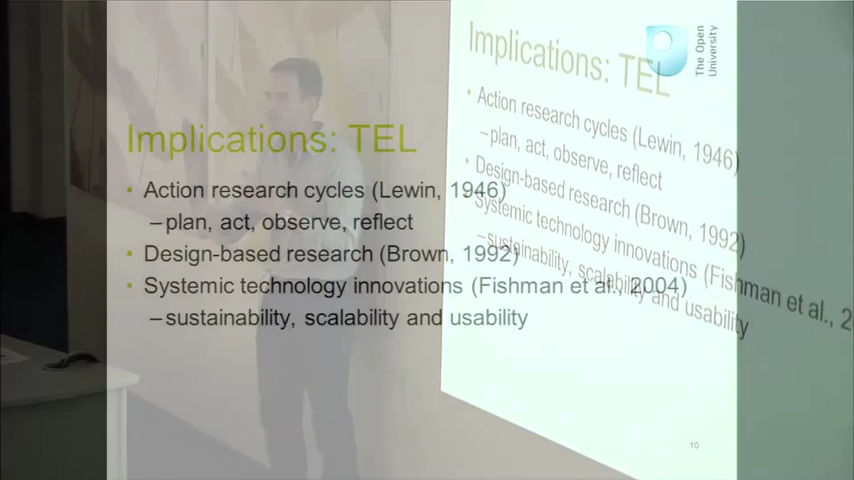 Implications: TEL
• Action research cycles (Lewin, 1946)
–plan, act, observe, reflect
• Design-based research (Brown, 1992)
• Systemic technology innovations (Fishman et al., 2004)
–sustainability, scalability and usability
Implications: TEL
• Action research cycles (Lewin, 1946)
–plan, act, observe, reflect
• Design-based research (Brown, 1992)
• Systemic technology innovations (Fishman et al., 2
–sustainability, scalability and usability
The Open
University
10